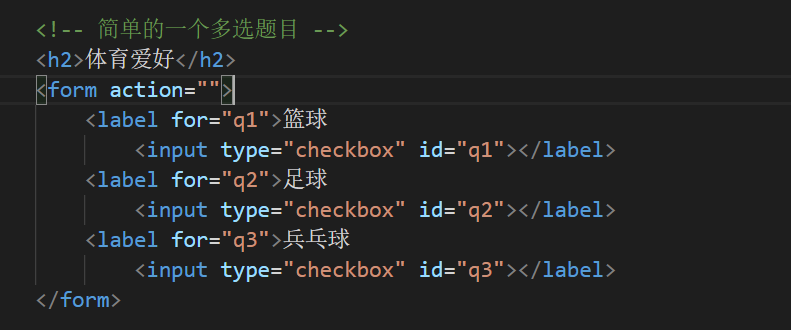 <!-- 简单的一个多选题目 -->
<h2>体育爱好</h2>
<form action="">
<label for="q1">篮球
<input type="checkbox" id="q1"></label>
<label for="q2">足球
<input type="checkbox" id="q2"></label>
<label for="q3">兵乓球
<input type="checkbox" id="q3"></label>
</form>